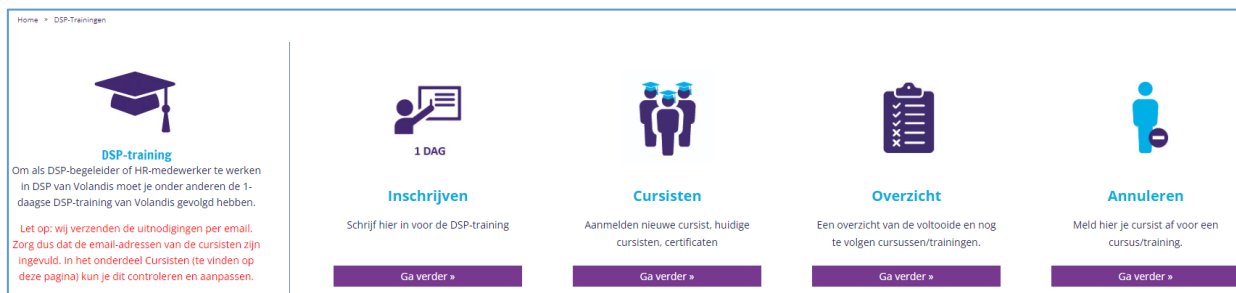 Home » DSP-Trainingen
DSP-training
Om als DSP-begeleider of HR-medewerker te werken
in DSP van Volandis moet je onder anderen de 1-
daagse DSP-training van Volandis gevolgd hebben.
Let op: wij verzenden de uitnodigingen per email.
Zorg dus dat de email-adressen van de cursisten zijn
ingevuld. In het onderdeel Cursisten (te vinden op
deze pagina) kun je dit controleren en aanpassen.
1 DAG
Inschrijven
Schrijf hier in voor de DSP-training
Ga verder »
Cursisten
Aanmelden nieuwe cursist, huidige
cursisten, certificaten
Ga verder »
Overzicht
Een overzicht van de voltooide en nog
te volgen cursussen/trainingen.
Ga verder »
Annuleren
Meld hier je cursist af voor een
cursus/training.
Ga verder »